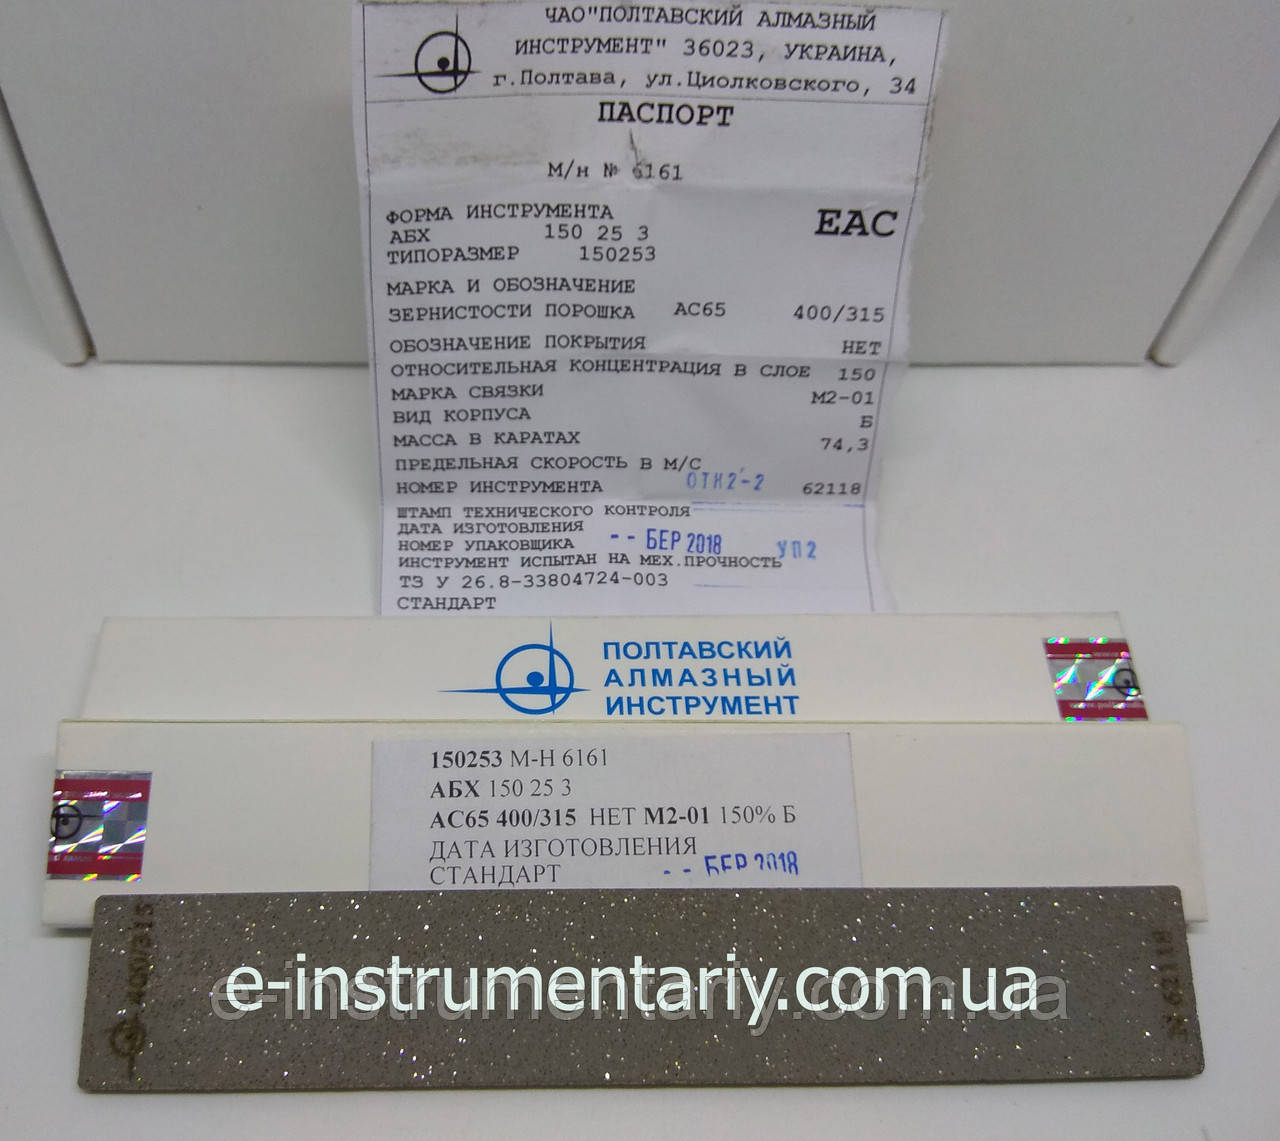 ЧАО"ПОЛТАВСКИЙ АЛМАЗНЫЙ
ИНСТРУМЕНТ" 36023, УКРАИНА,
г.Полтава, ул.Циолковского, 34
ПАСПОРТ
М/н № 6161
ФОРМА ИНСТРУМЕНТА
EAC
АБХ 150 25 3
ТИПОРАЗМЕР 150253
МАРКА И ОБОЗНАЧЕНИЕ
ЗЕРНИСТОСТИ ПОРОШКА АС65 400/315
ОБОЗНАЧЕНИЕ ПОКРЫТИЯ НЕТ
ОТНОСИТЕЛЬНАЯ КОНЦЕНТРАЦИЯ В СЛОЕ 150
МАРКА СВЯЗКИ М2-01
ВИД КОРПУСА Б
МАССА В КАРАТАХ 74,3
ПРЕДЕЛЬНАЯ СКОРОСТЬ В М/С
НОМЕР ИНСТРУМЕНТА 62118
ОТК2-2
ШТАМП ТЕХНИЧЕСКОГО КОНТРОЛЯ
ДАТА ИЗГОТОВЛЕНИЯ
-- БЕР 2018
НОМЕР УПАКОВЩИКА УП2
ИНСТРУМЕНТ ИСПЫТАН НА МЕХ.ПРОЧНОСТЬ
ТЗ У 26.8-33804724-003
СТАНДАРТ
ПОЛТАВСКИЙ
АЛМАЗНЫЙ
ИНСТРУМЕНТ
150253 М-Н 6161
АБХ 150 25 3
АС65 400/315 НЕТ М2-01 150% Б
ДАТА ИЗГОТОВЛЕНИЯ
СТАНДАРТ -- БЕР 2018
400/315
e-instrumentariy.com.ua
e-instrumentariy.com.ua
N 62118